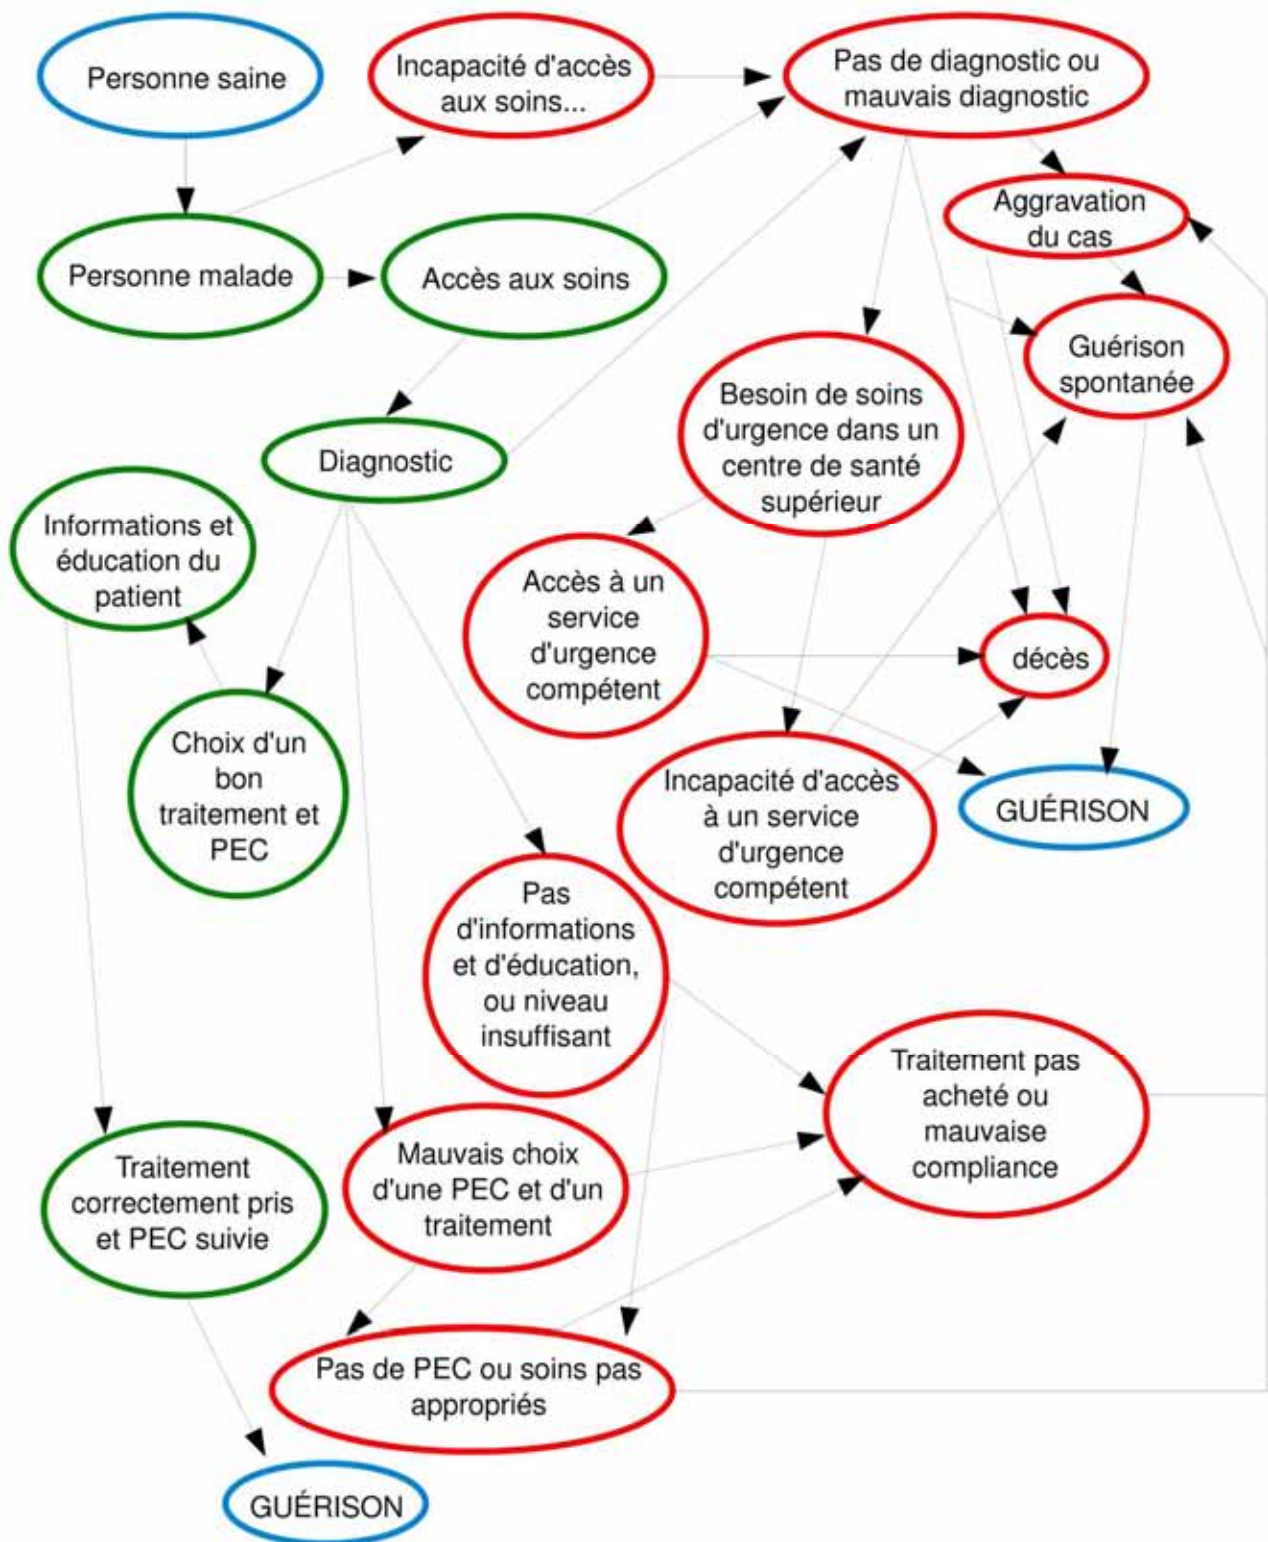 Personne saine
Incapacité d'accès
aux soins...
Pas de diagnostic ou
mauvais diagnostic
Aggravation
du cas
Personne malade
Accès aux soins
Guérison
spontanée
Besoin de soins
d'urgence dans un
centre de santé
supérieur
Diagnostic
Informations et
éducation du
patient
Accès à un
service
d'urgence
compétent
décès
Choix d'un
bon
traitement et
PEC
Incapacité d'accès
à un service
d'urgence
compétent
GUÉRISON
Pas
d'informations
et d'éducation,
ou niveau
insuffisant
Traitement pas
acheté ou
mauvaise
compliance
Traitement
correctement pris
et PEC suivie
Mauvais choix
d'une PEC et d'un
traitement
Pas de PEC ou soins pas
appropriés
GUÉRISON